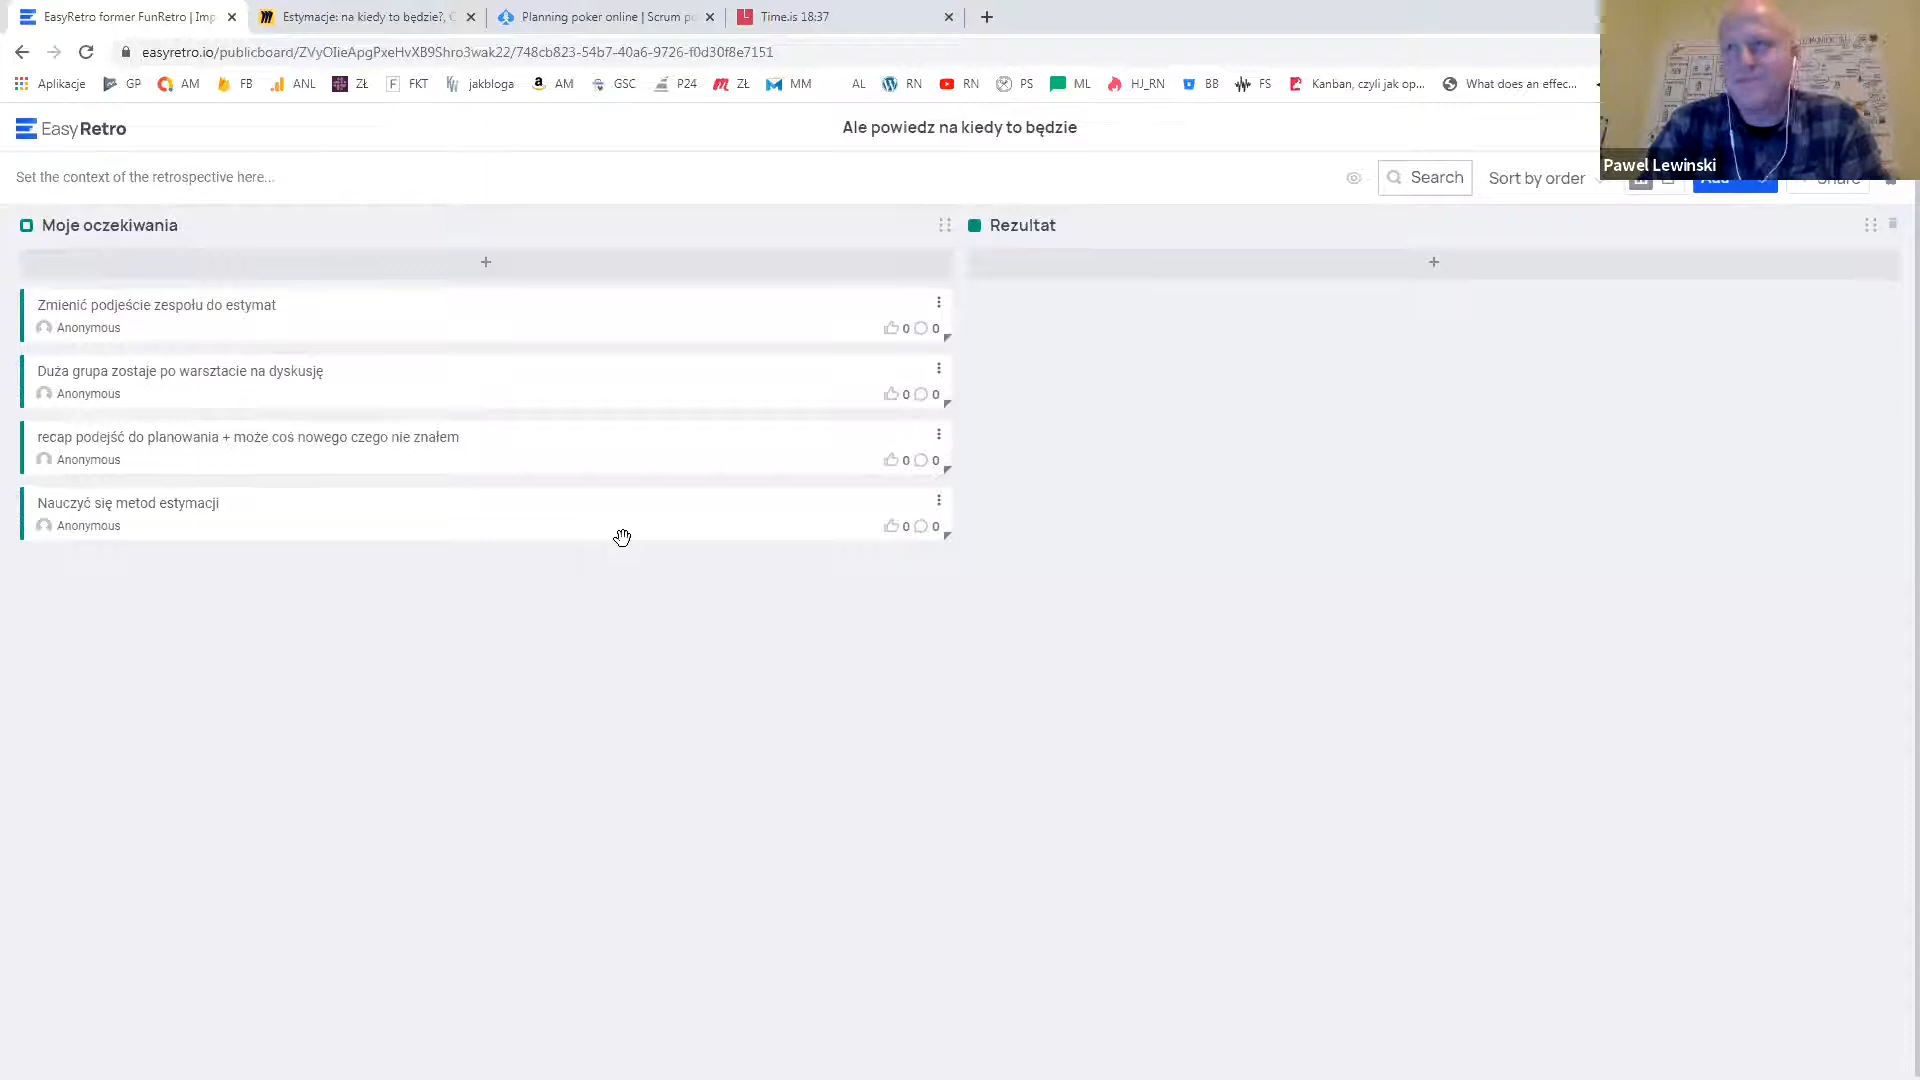 EasyRetro former FunRetro | Imp
Estymacje: na kiedy to będzie?, C
Planning poker online | Scrum po
Time.is 18:37
easyretro.io/publicboard/ZVyOIieApgPxeHvXB9Shro3wak22/748cb823-54b7-40a6-9726-f0d30f8e7151
Aplikacje GP AM FB ANL ZŁ FKT jakbloga AM GSC P24 ZŁ MM AL RN RN PS ML HJ_RN BB FS Kanban, czyli jak op... What does an effec...
EasyRetro
Ale powiedz na kiedy to będzie
Pawel Lewinski
Set the context of the retrospective here...
Search
Sort by order
Add
Share
Moje oczekiwania
Rezultat
+
+
Zmienić podjeście zespołu do estymat
Anonymous
0 0
Duża grupa zostaje po warsztacie na dyskusję
Anonymous
0 0
recap podejść do planowania + może coś nowego czego nie znałem
Anonymous
0 0
Nauczyć się metod estymacji
Anonymous
0 0